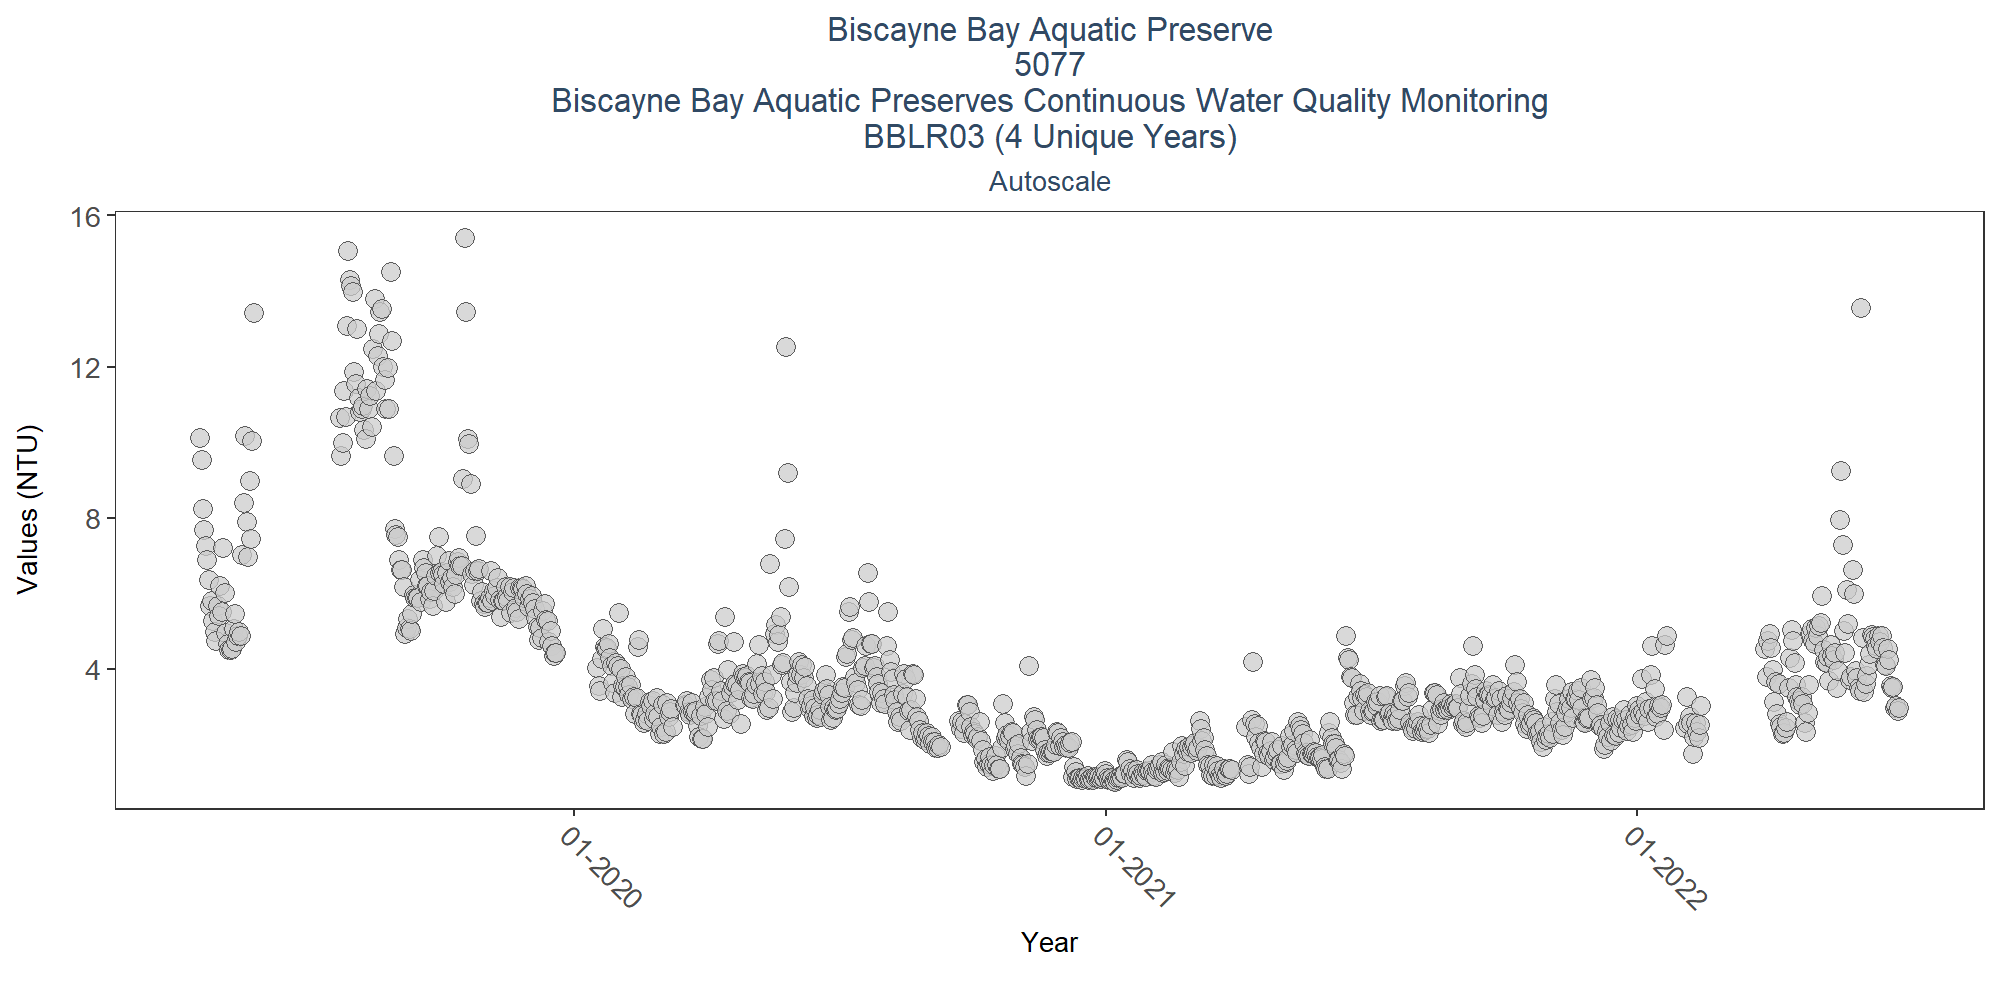 Biscayne Bay Aquatic Preserve
5077
Biscayne Bay Aquatic Preserves Continuous Water Quality Monitoring
BBLR03 (4 Unique Years)
Autoscale
16
12
8
4
Values (NTU)
01-2020
01-2021
01-2022
Year